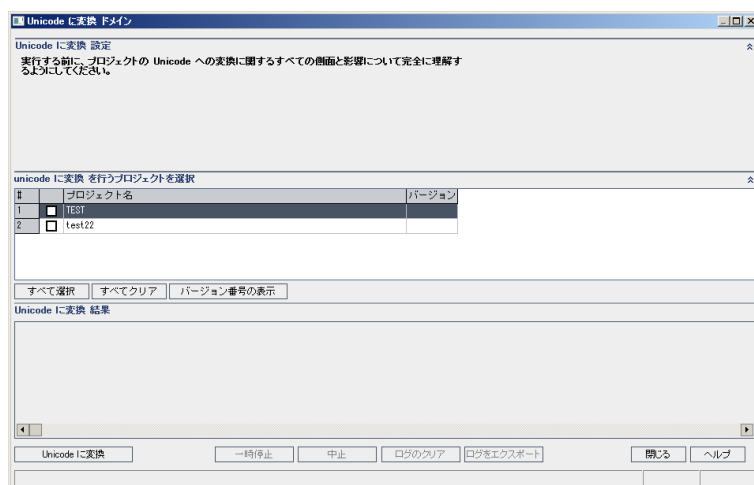 Unicode に変換 ドメイン
Unicode に変換 設定
実行する前に、プロジェクトの Unicode への変換に関するすべての側面と影響について完全に理解す
るようにしてください。
unicode に変換 を行うプロジェクトを選択
# プロジェクト名 バージョン
1 TEST
2 test22
すべて選択 すべてクリア バージョン番号の表示
Unicode に変換 結果
Unicode に変換 一時停止 中止 ログのクリア ログをエクスポート 閉じる ヘルプ